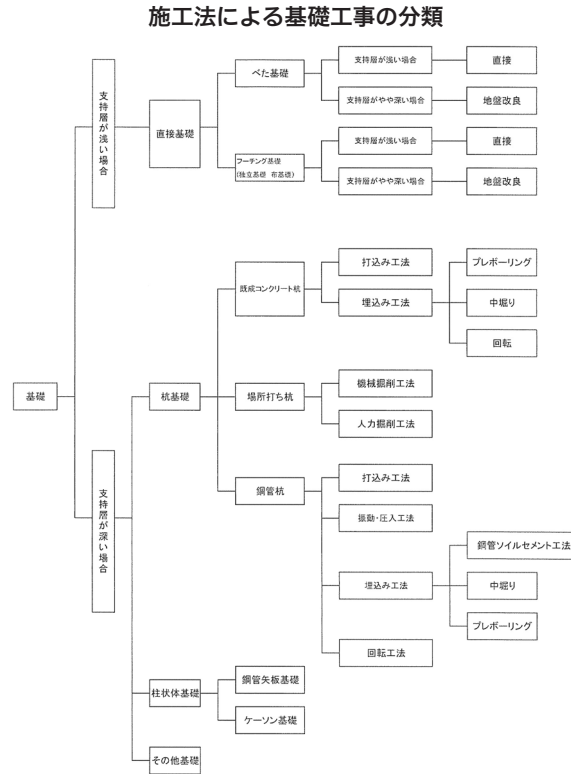 施工法による基礎工事の分類
基礎
支持層が浅い場合
直接基礎
べた基礎
支持層が浅い場合
直接
支持層がやや深い場合
地盤改良
フーチング基礎
(独立基礎 布基礎)
支持層が浅い場合
直接
支持層がやや深い場合
地盤改良
支持層が深い場合
杭基礎
既成コンクリート杭
打込み工法
埋込み工法
プレボーリング
中堀り
回転
場所打ち杭
機械掘削工法
人力掘削工法
鋼管杭
打込み工法
振動・圧入工法
埋込み工法
鋼管ソイルセメント工法
中堀り
プレボーリング
回転工法
柱状体基礎
鋼管矢板基礎
ケーソン基礎
その他基礎